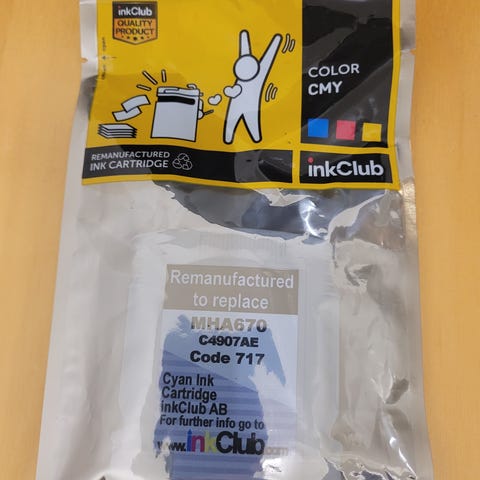 inkClub
QUALITY
PRODUCT
COLOR
CMY
REMANUFACTURED
INK CARTRIDGE
inkClub
Remanufactured
to replace
MHA670
C4907AE
Code 717
Cyan Ink
Cartridge
inkClub AB
For further info go to
www.inkClub.com